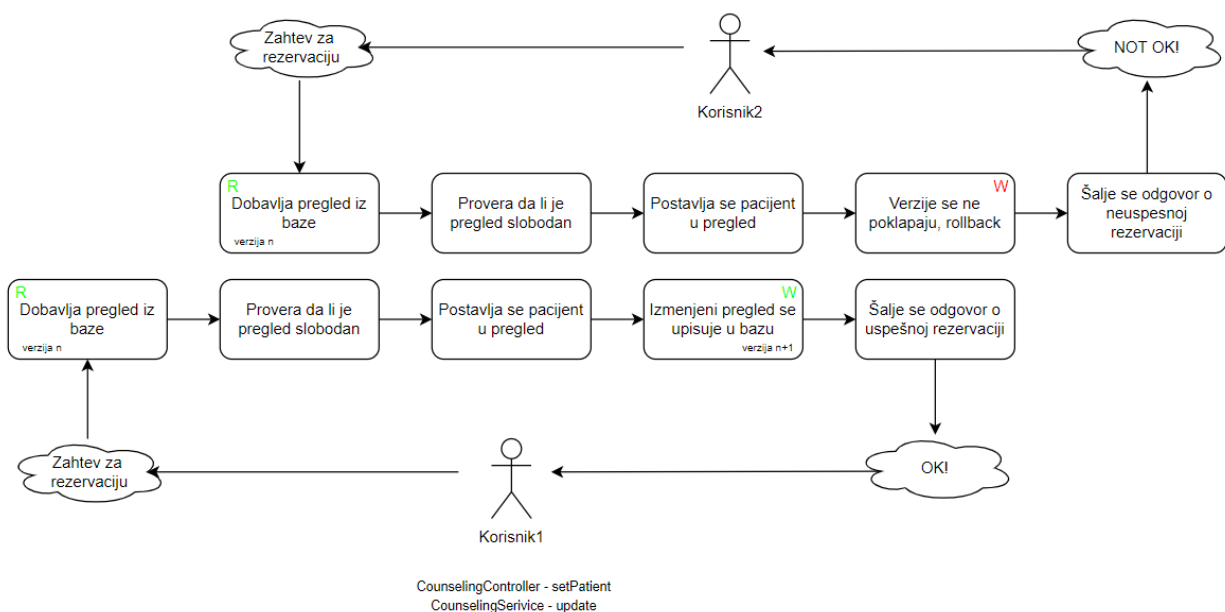 Zahtev za
rezervaciju
NOT OK!
Korisnik2
R
Dobavlja pregled iz
baze
verzija n
Provera da li je
pregled slobodan
Postavlja se pacijent
u pregled
W
Verzije se ne
poklapaju, rollback
Šalje se odgovor o
neuspesnoj
rezervaciji
R
Dobavlja pregled iz
baze
verzija n
Provera da li je
pregled slobodan
Postavlja se pacijent
u pregled
W
Izmenjeni pregled se
upisuje u bazu
verzija n+1
Šalje se odgovor o
uspešnoj rezervaciji
Zahtev za
rezervaciju
OK!
Korisnik1
CounselingController - setPatient
CounselingSerivice - update